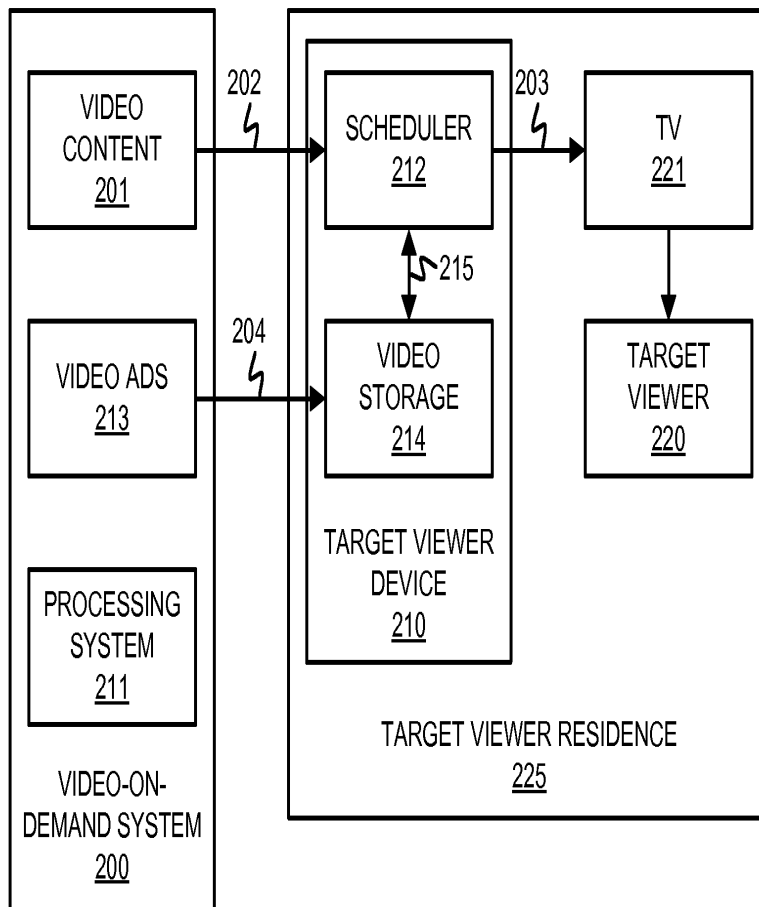 VIDEO
CONTENT
201
202
SCHEDULER
212
203
TV
221
215
VIDEO ADS
213
204
VIDEO
STORAGE
214
TARGET
VIEWER
220
PROCESSING
SYSTEM
211
TARGET VIEWER
DEVICE
210
VIDEO-ON-
DEMAND SYSTEM
200
TARGET VIEWER RESIDENCE
225